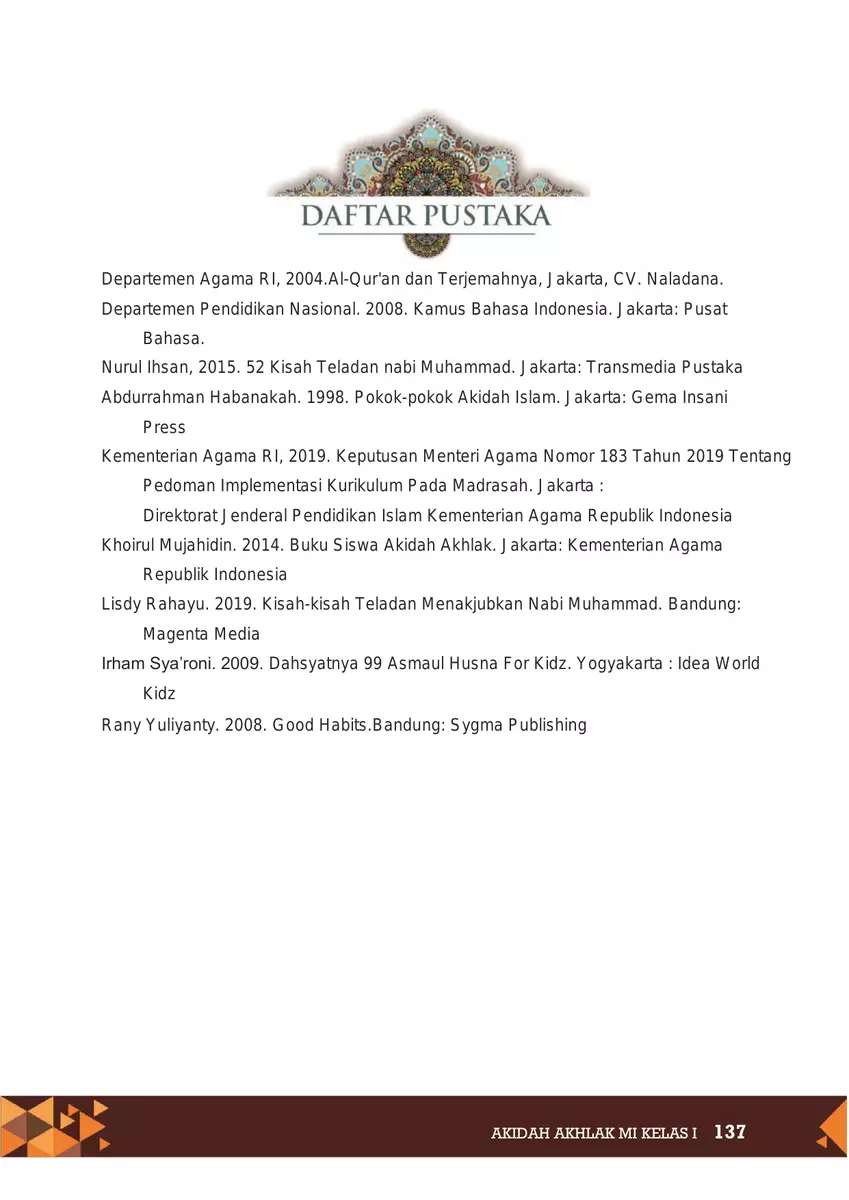 DAFTAR PUSTAKA
Departemen Agama RI, 2004.Al-Qur'an dan Terjemahnya, Jakarta, CV. Naladana.
Departemen Pendidikan Nasional. 2008. Kamus Bahasa Indonesia. Jakarta: Pusat
Bahasa.
Nurul Ihsan, 2015. 52 Kisah Teladan nabi Muhammad. Jakarta: Transmedia Pustaka
Abdurrahman Habanakah. 1998. Pokok-pokok Akidah Islam. Jakarta: Gema Insani
Press
Kementerian Agama RI, 2019. Keputusan Menteri Agama Nomor 183 Tahun 2019 Tentang
Pedoman Implementasi Kurikulum Pada Madrasah. Jakarta :
Direktorat Jenderal Pendidikan Islam Kementerian Agama Republik Indonesia
Khoirul Mujahidin. 2014. Buku Siswa Akidah Akhlak. Jakarta: Kementerian Agama
Republik Indonesia
Lisdy Rahayu. 2019. Kisah-kisah Teladan Menakjubkan Nabi Muhammad. Bandung:
Magenta Media
Irham Sya’roni. 2009. Dahsyatnya 99 Asmaul Husna For Kidz. Yogyakarta : Idea World
Kidz
Rany Yuliyanty. 2008. Good Habits.Bandung: Sygma Publishing
AKIDAH AKHLAK MI KELAS I 137